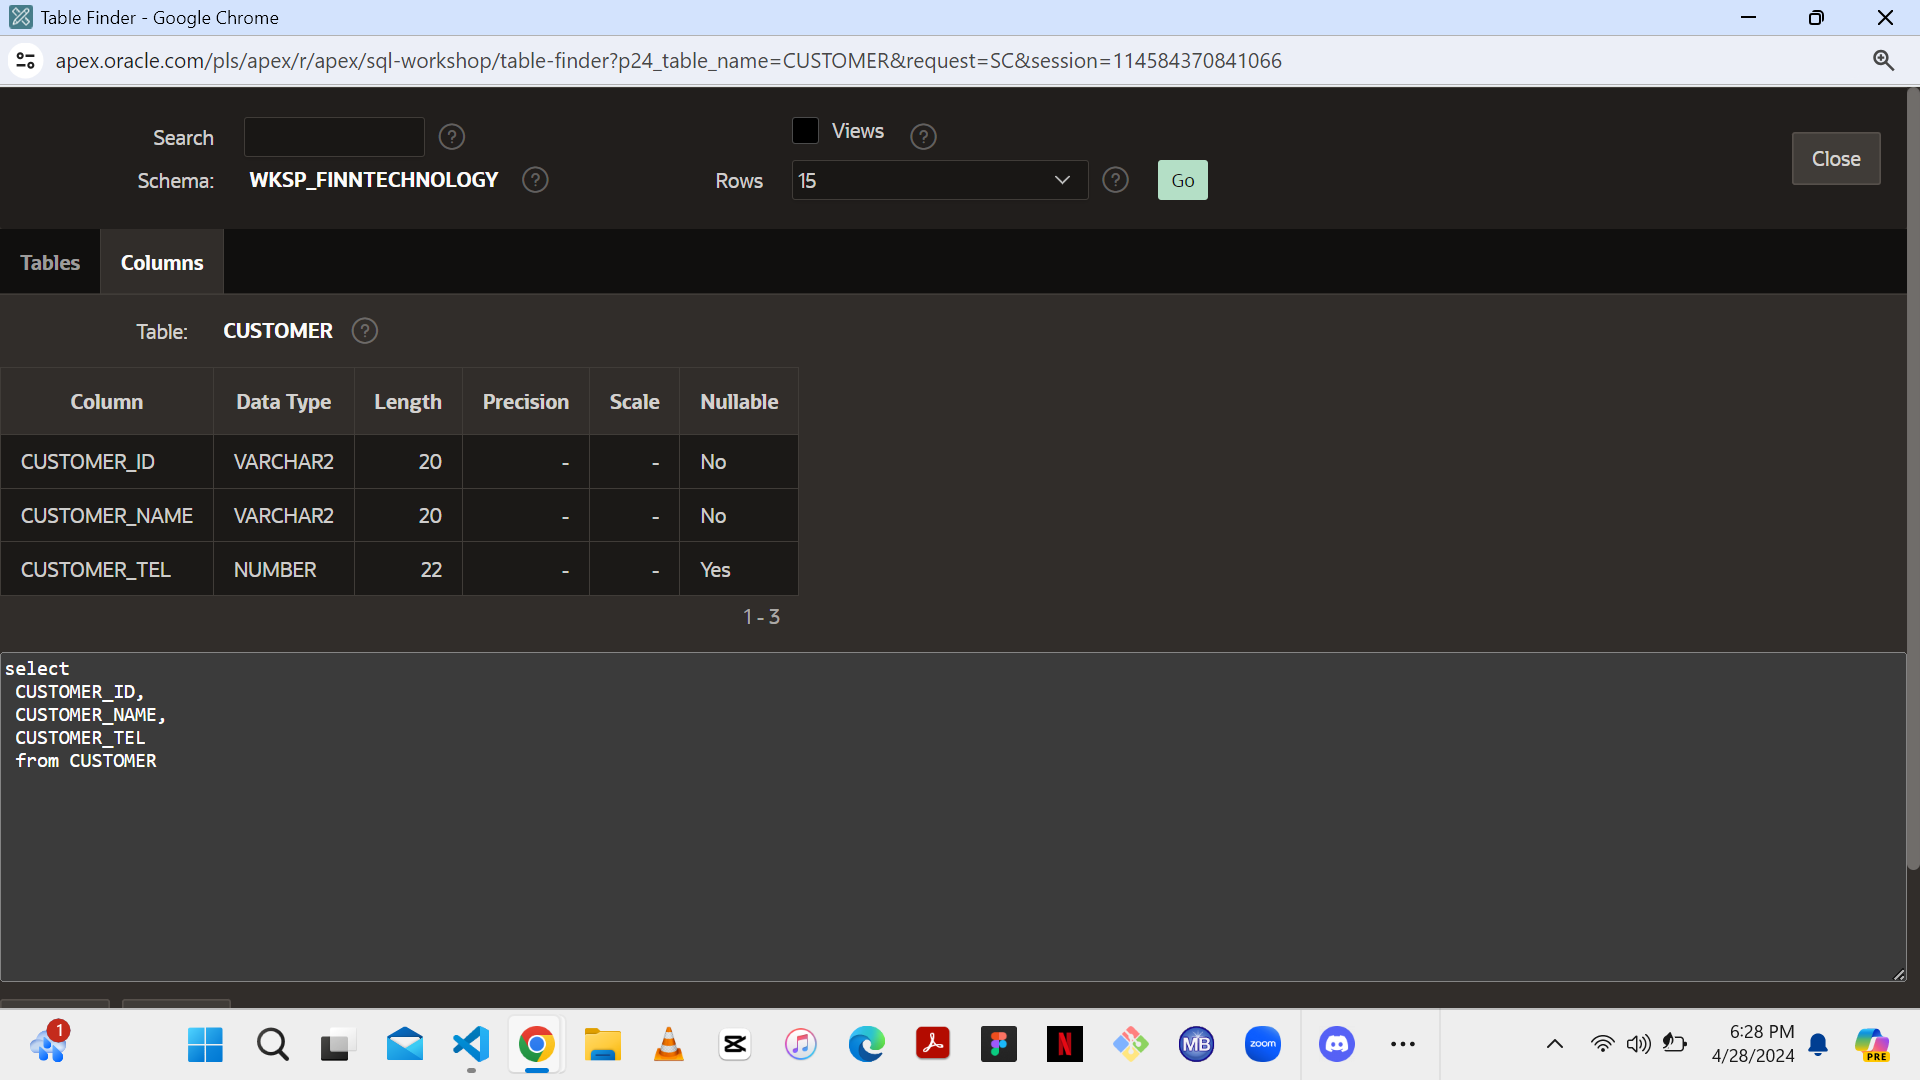 Table Finder - Google Chrome
apex.oracle.com/pls/apex/r/apex/sql-workshop/table-finder?p24_table_name=CUSTOMER&request=SC&session=114584370841066
Search ? Views ?
Close
Schema: WKSP_FINNTECHNOLOGY ? Rows 15 ? Go
Tables Columns
Table: CUSTOMER ?
Column Data Type Length Precision Scale Nullable
CUSTOMER_ID VARCHAR2 20 - - No
CUSTOMER_NAME VARCHAR2 20 - - No
CUSTOMER_TEL NUMBER 22 - - Yes
1 - 3
select
CUSTOMER_ID,
CUSTOMER_NAME,
CUSTOMER_TEL
from CUSTOMER
1
N
MB
zoom
6:28 PM
4/28/2024
PRE